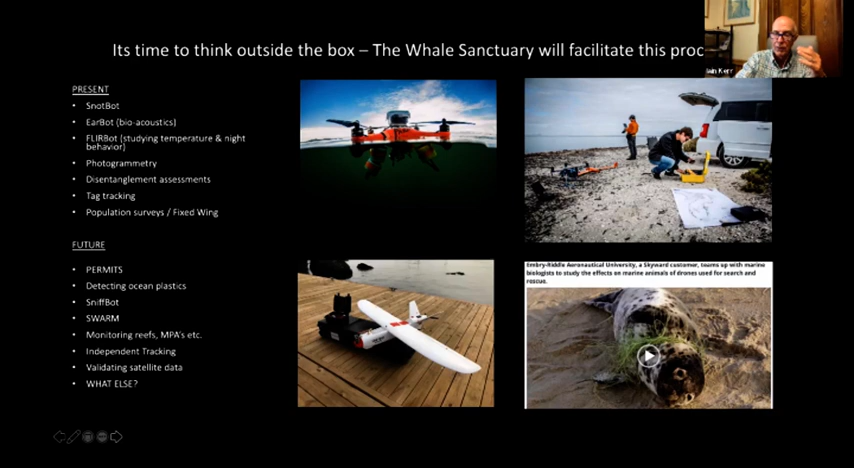 Its time to think outside the box – The Whale Sanctuary will facilitate this proc
Iain Kerr
PRESENT
• SnotBot
• EarBot (bio-acoustics)
• FLIRBot (studying temperature & night
behavior)
• Photogrammetry
• Disentanglement assessments
• Tag tracking
• Population surveys / Fixed Wing
FUTURE
• PERMITS
• Detecting ocean plastics
• SniffBot
• SWARM
• Monitoring reefs, MPA's etc.
• Independent Tracking
• Validating satellite data
• WHAT ELSE?
Embry-Riddle Aeronautical University, a Skyward customer, teams up with marine
biologists to study the effects on marine animals of drones used for search and
rescue.